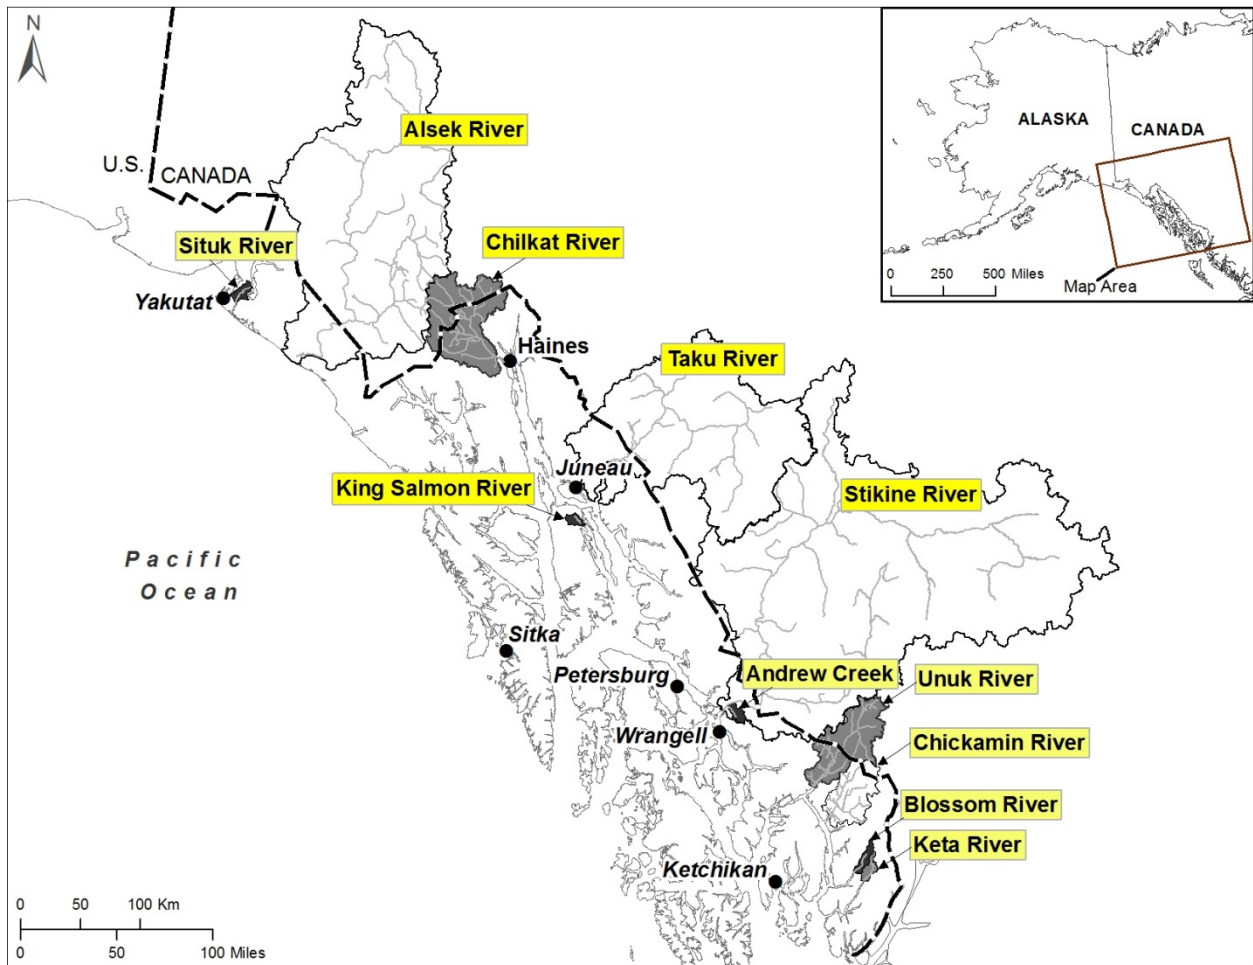 N
ALASKA
CANADA
0 250 500 Miles
Map Area
Alsek River
U.S.
CANADA
Situk River
Chilkat River
Yakutat
Haines
Taku River
Juneau
King Salmon River
Stikine River
Pacific
Ocean
Sitka
Petersburg
Andrew Creek
Unuk River
Wrangell
Chickamin River
Blossom River
Keta River
Ketchikan
0 50 100 Km
0 50 100 Miles